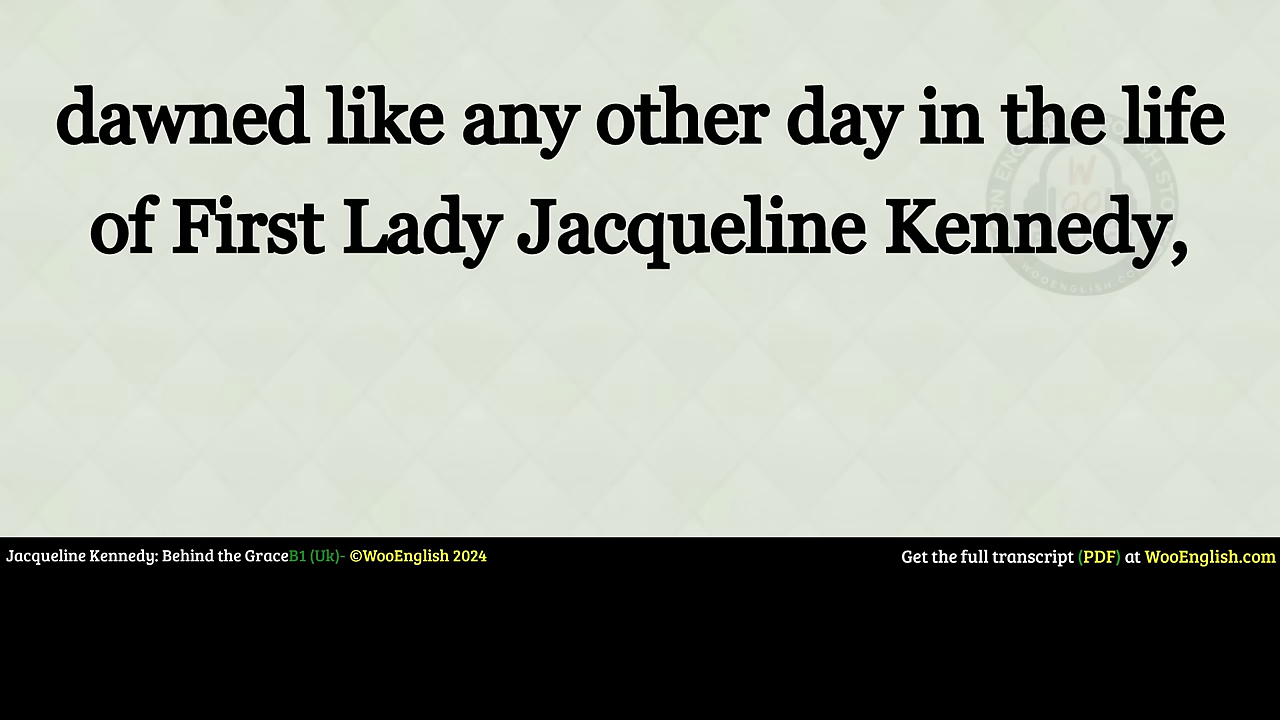 dawned like any other day in the life
of First Lady Jacqueline Kennedy,
Jacqueline Kennedy: Behind the GraceB1 (Uk)- ©WooEnglish 2024
Get the full transcript (PDF) at WooEnglish.com